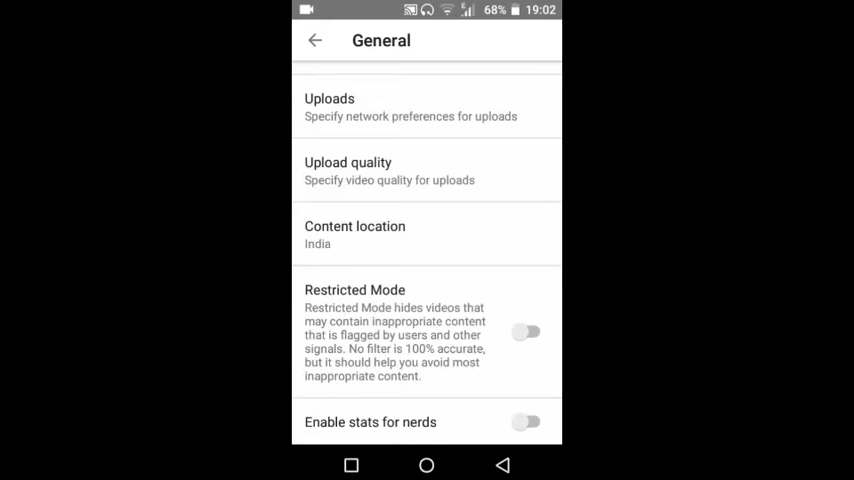 68% 19:02
General
Uploads
Specify network preferences for uploads
Upload quality
Specify video quality for uploads
Content location
India
Restricted Mode
Restricted Mode hides videos that
may contain inappropriate content
that is flagged by users and other
signals. No filter is 100% accurate,
but it should help you avoid most
inappropriate content.
Enable stats for nerds